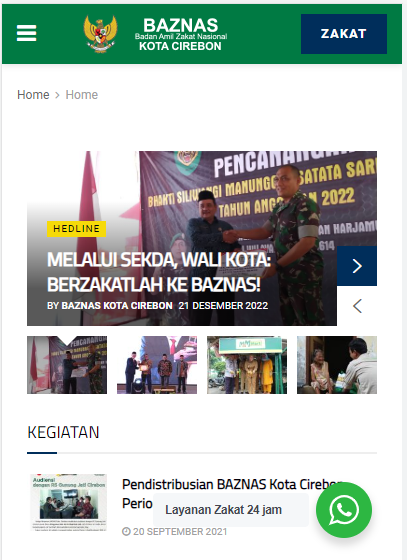 BAZNAS
Badan Amil Zakat Nasional
KOTA CIREBON
ZAKAT
Home > Home
PENCANANGAN
BHAKTI SILIWANGI MANUNGGAL SATATA SARI
TAHUN ANGGARAN 2022
HARJAMU
614
HEDLINE
MELALUI SEKDA, WALI KOTA:
BERZAKATLAH KE BAZNAS!
BY BAZNAS KOTA CIREBON 21 DESEMBER 2022
KEGIATAN
Audiensi
dengan RS Gunung Jati Cirebon
Pendistribusian BAZNAS Kota Cirebon
Perio
Layanan Zakat 24 jam
20 SEPTEMBER 2021